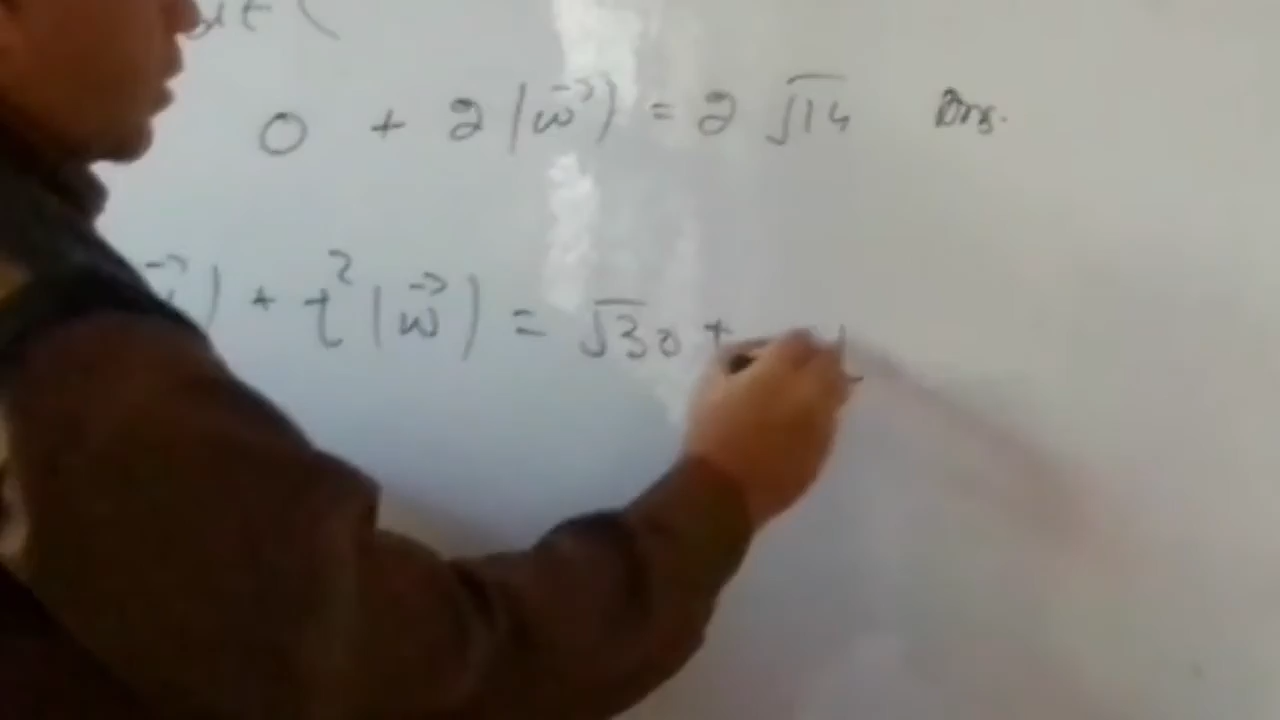 0 + 2|w⃗| = 2 √14 Ans.
) + t² |w⃗| = √30 +